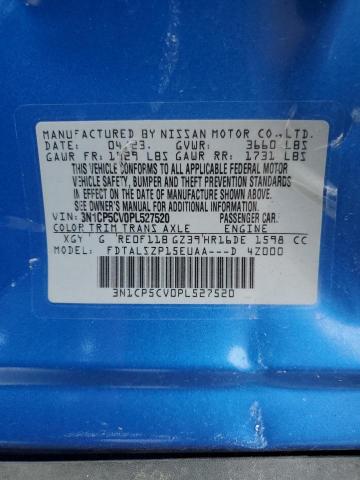 MANUFACTURED BY NISSAN MOTOR CO., LTD.
DATE: 04/23. GVWR: 3660 LBS
GAWR FR: 1929 LBS GAWR RR: 1731 LBS
THIS VEHICLE CONFORMS TO ALL APPLICABLE FEDERAL MOTOR
VEHICLE SAFETY, BUMPER AND THEFT PREVENTION STANDARDS
IN EFFECT ON THE DATE OF MANUFACTURE SHOWN ABOVE.
SEE OWNER'S MANUAL FOR ADDITIONAL INFORMATION
VIN: 3N1CP5CV0PL527520 PASSENGER CAR.
COLOR TRIM TRANS AXLE ENGINE
XGY G RE0F11B GZ39 HR16DE 1598 CC
MODEL: FDTALSZP15EUAA---D 4Z000
3N1CP5CV0PL527520